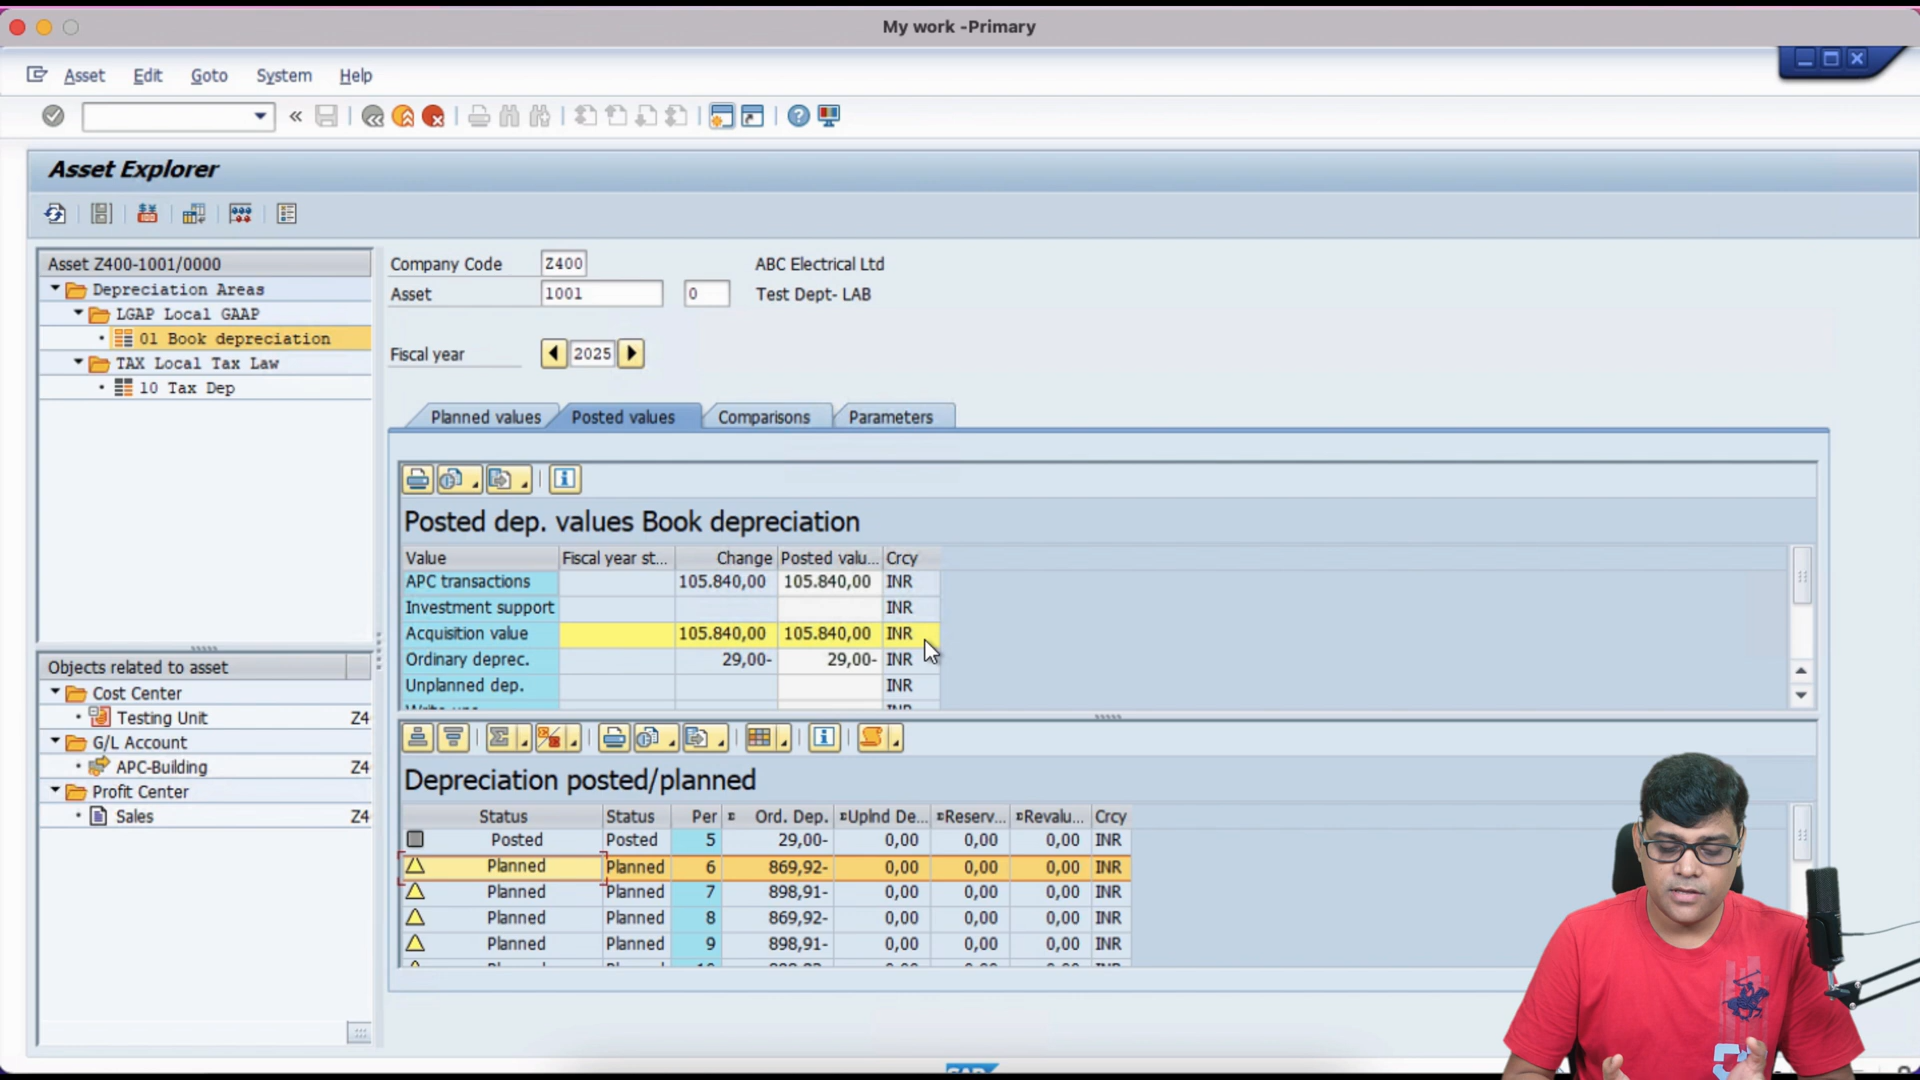 My work -Primary
Asset Edit Goto System Help
Asset Explorer
Asset Z400-1001/0000
Depreciation Areas
LGAP Local GAAP
01 Book depreciation
TAX Local Tax Law
10 Tax Dep
Company Code Z400 ABC Electrical Ltd
Asset 1001 0 Test Dept- LAB
Fiscal year 2025
Planned values Posted values Comparisons Parameters
Posted dep. values Book depreciation
Value Fiscal year st... Change Posted valu... Crcy
APC transactions 105.840,00 105.840,00 INR
Investment support INR
Acquisition value 105.840,00 105.840,00 INR
Ordinary deprec. 29,00- 29,00- INR
Unplanned dep. INR
Objects related to asset
Cost Center
Testing Unit Z4
G/L Account
APC-Building Z4
Profit Center
Sales Z4
Depreciation posted/planned
Status Status Per Ord. Dep. Uplnd De... Reserv... Revalu... Crcy
Posted Posted 5 29,00- 0,00 0,00 0,00 INR
Planned Planned 6 869,92- 0,00 0,00 0,00 INR
Planned Planned 7 898,91- 0,00 0,00 0,00 INR
Planned Planned 8 869,92- 0,00 0,00 0,00 INR
Planned Planned 9 898,91- 0,00 0,00 0,00 INR